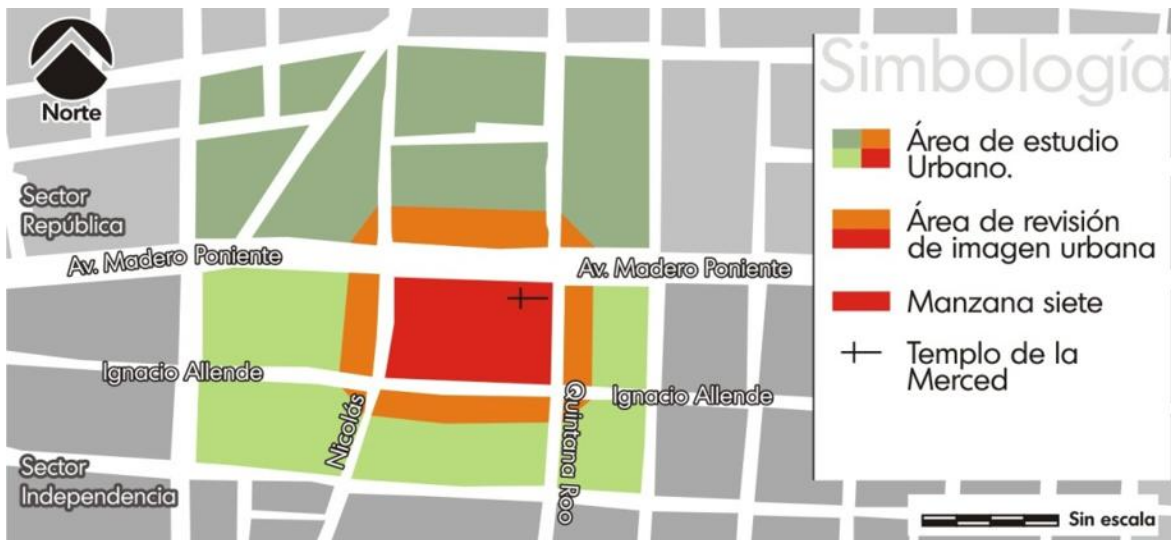 Norte
Sector
República
Av. Madero Poniente
Av. Madero Poniente
Ignacio Allende
Ignacio Allende
Nicolás
Quintana Roo
Sector
Independencia
Simbología
Área de estudio
Urbano.
Área de revisión
de imagen urbana
Manzana siete
Templo de la
Merced
Sin escala